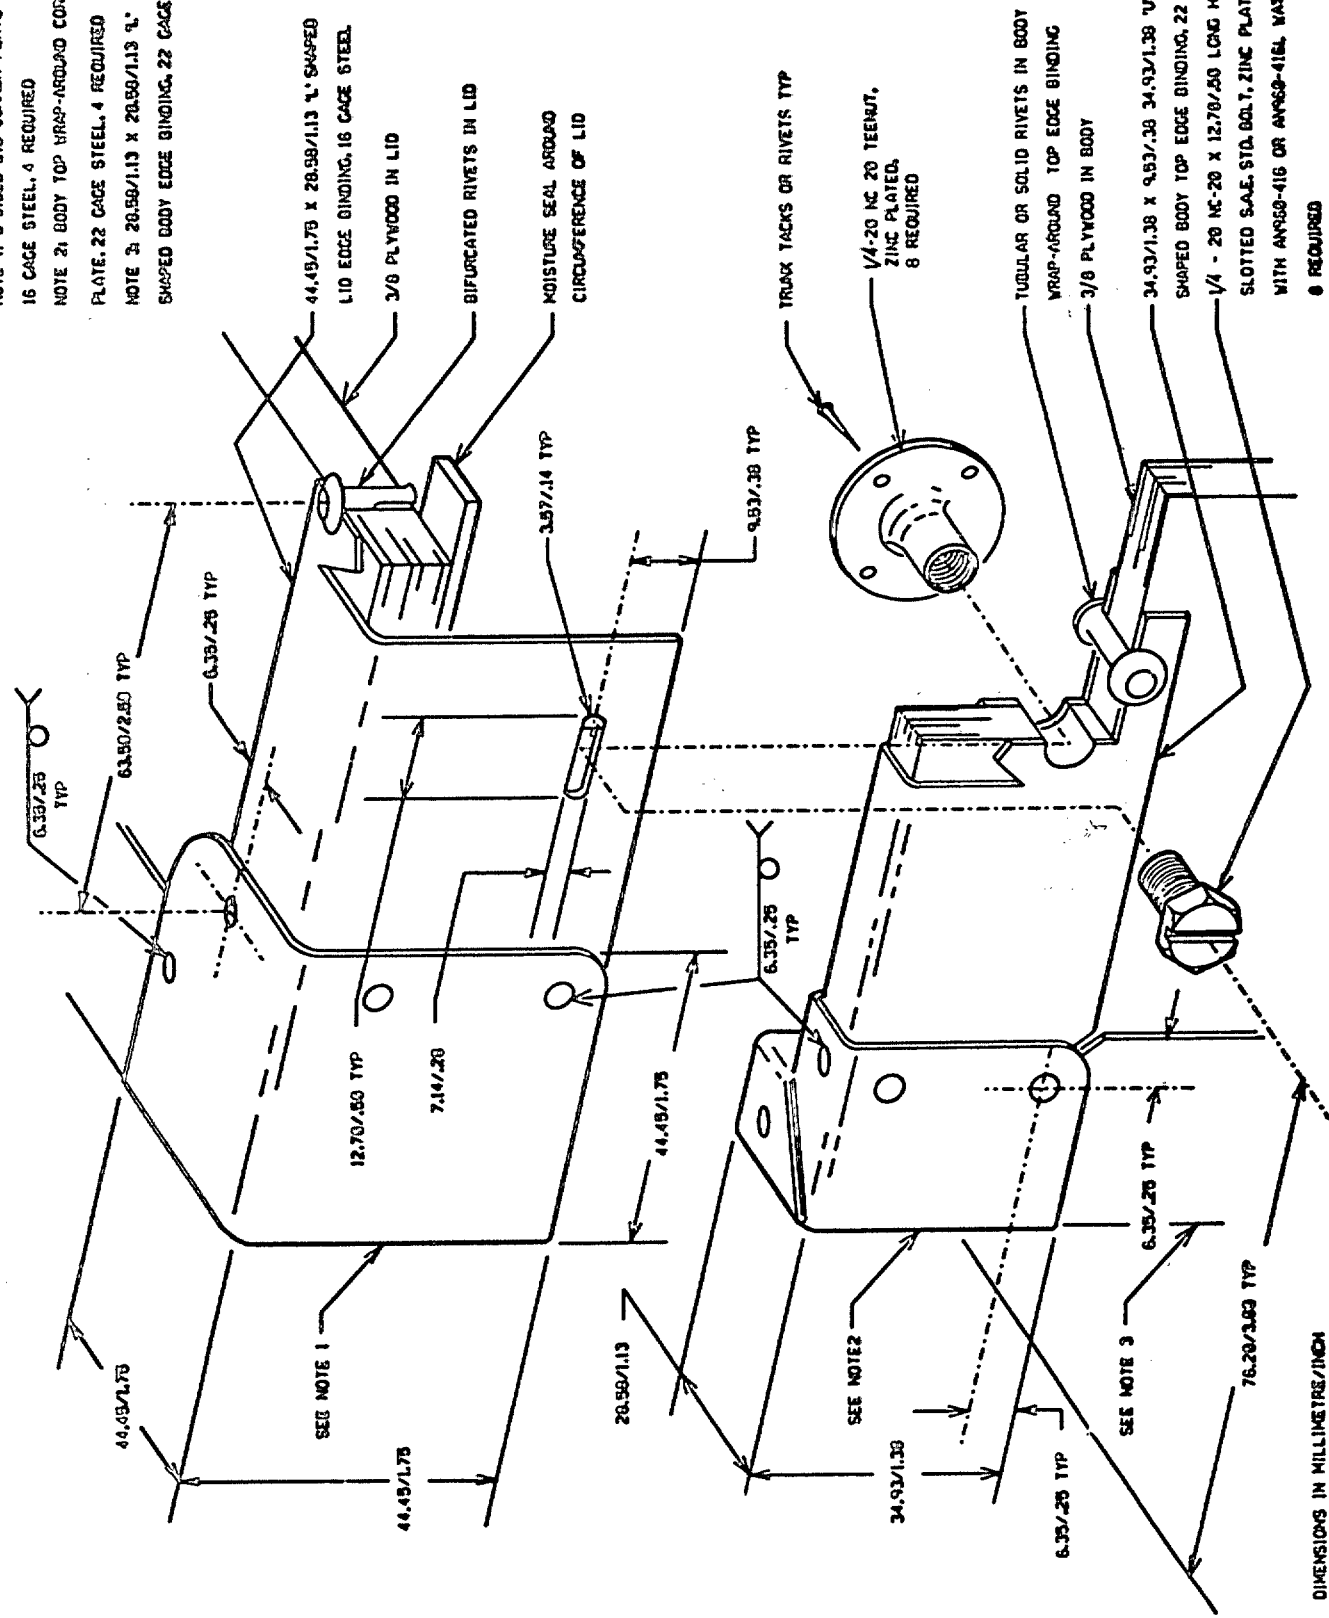 16 GAGE STEEL, 4 REQUIRED
NOTE 2: BODY TOP WRAP-AROUND
PLATE, 22 GAGE STEEL, 4 REQUIRED
NOTE 3: 28.58/1.13 X 28.58/1.13 'L'
SHAPED BODY EDGE BINDING, 22 GAGE
6.35/.25
TYP
63.50/2.50 TYP
6.35/.25 TYP
44.45/1.75
44.45/1.75 X 28.58/1.13 'L' SHAPED
LID EDGE BINDING, 16 GAGE STEEL
3/8 PLYWOOD IN LID
BIFURCATED RIVETS IN LID
MOISTURE SEAL AROUND
CIRCUMFERENCE OF LID
SEE NOTE 1
44.45/1.75
12.70/.50 TYP
7.14/.28
3.57/.14 TYP
9.53/.38 TYP
44.45/1.75
28.58/1.13
6.35/.25
TYP
TRUNK TACKS OR RIVETS TYP
1/4-20 NC 20 TEENUT,
ZINC PLATED,
8 REQUIRED
SEE NOTE2
34.93/1.38
6.35/.25 TYP
6.35/.25 TYP
SEE NOTE 3
76.20/3.00 TYP
TUBULAR OR SOLID RIVETS IN BODY
WRAP-AROUND TOP EDGE BINDING
3/8 PLYWOOD IN BODY
34.93/1.38 X 9.53/.38 34.93/1.38 'U'
SHAPED BODY TOP EDGE BINDING, 22
1/4 - 20 NC-20 X 12.70/.50 LONG
SLOTTED S.A.E. STD. BOLT, ZINC
WITH AN960-416 OR AN960-416L
8 REQUIRED
DIMENSIONS IN MILLIMETRE/INCH